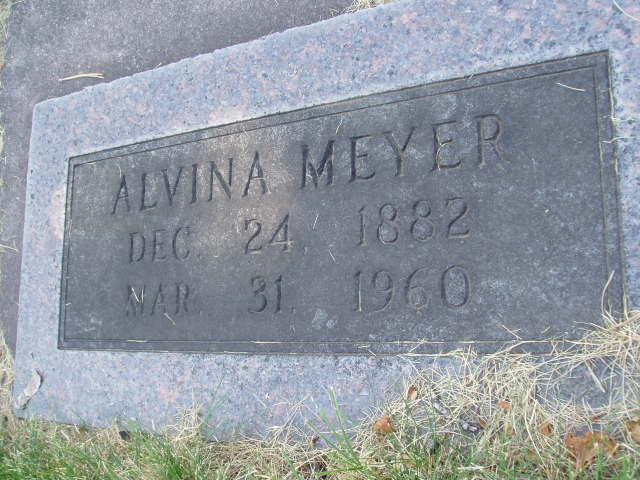 ALVINA MEYER
DEC. 24. 1882
MAR. 31. 1960